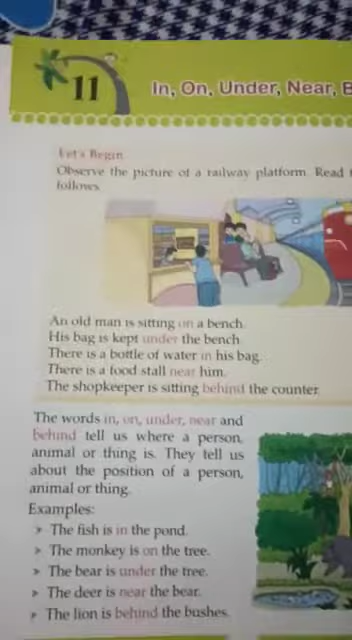 11
In, On, Under, Near, B
Let's Begin
Observe the picture of a railway platform. Read
follows.
An old man is sitting on a bench.
His bag is kept under the bench
There is a bottle of water in his bag.
There is a food stall near him.
The shopkeeper is sitting behind the counter.
The words in, on, under, near and
behind tell us where a person,
animal or thing is. They tell us
about the position of a person,
animal or thing.
Examples:
➤ The fish is in the pond.
➤ The monkey is on the tree.
➤ The bear is under the tree.
➤ The deer is near the bear.
➤ The lion is behind the bushes.